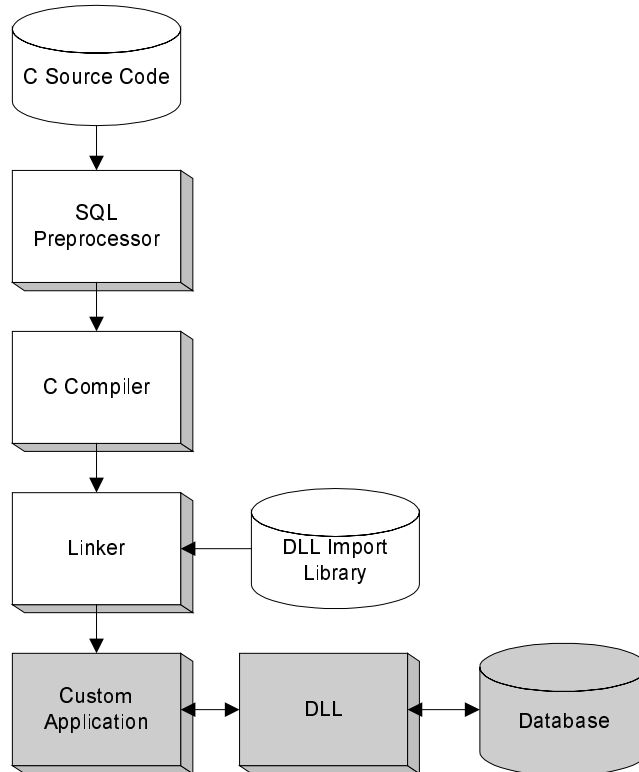 C Source Code
SQL
Preprocessor
C Compiler
Linker
DLL Import
Library
Custom
Application
DLL
Database